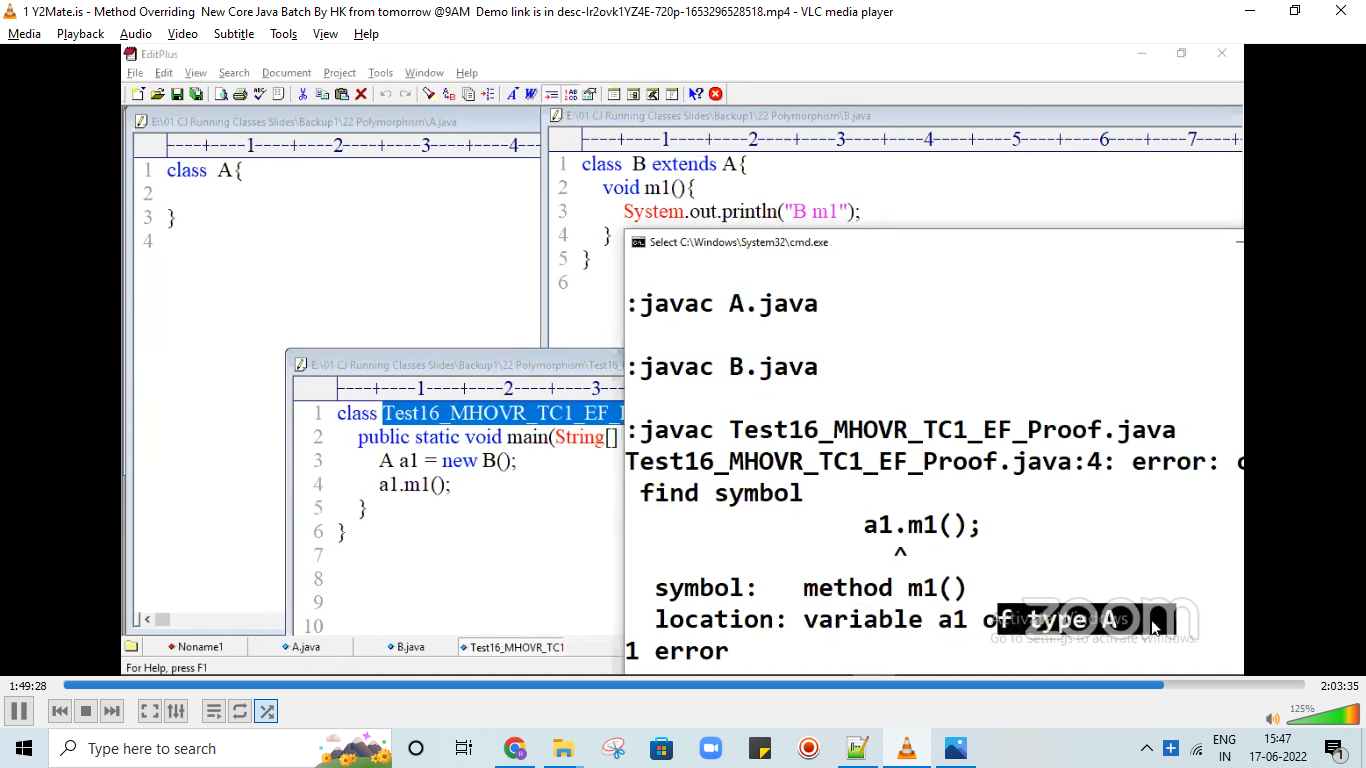 1 Y2Mate.is - Method Overriding New Core Java Batch By HK from tomorrow @9AM Demo link is in desc-lr2ovk1YZ4E-720p-1653296528518.mp4 - VLC media player
Media Playback Audio Video Subtitle Tools View Help
EditPlus
File Edit View Search Document Project Tools Window Help
E:\01 CJ Running Classes Slides\Backup1\22 Polymorphism\A.java
----+----1----+----2----+----3----+----4-
1 class A{
2
3 }
4
E:\01 CJ Running Classes Slides\Backup1\22 Polymorphism\B.java
----+----1----+----2----+----3----+----4----+----5----+----6----+----7-
1 class B extends A{
2 void m1(){
3 System.out.println("B m1");
4 }
5 }
6
E:\01 CJ Running Classes Slides\Backup1\22 Polymorphism\Test16_
----+----1----+----2----+----3-
1 class Test16_MHOVR_TC1_EF_
2 public static void main(String[]
3 A a1 = new B();
4 a1.m1();
5 }
6 }
7
8
9
10
Select C:\Windows\System32\cmd.exe
:javac A.java
:javac B.java
:javac Test16_MHOVR_TC1_EF_Proof.java
Test16_MHOVR_TC1_EF_Proof.java:4: error: c
find symbol
a1.m1();
^
symbol: method m1()
location: variable a1 of type A
1 error
zoom
Activate Windows
Go to Settings to activate Windows.
Noname1 A.java B.java Test16_MHOVR_TC1
For Help, press F1
1:49:28 2:03:35
125%
Type here to search
ENG
IN
15:47
17-06-2022
1